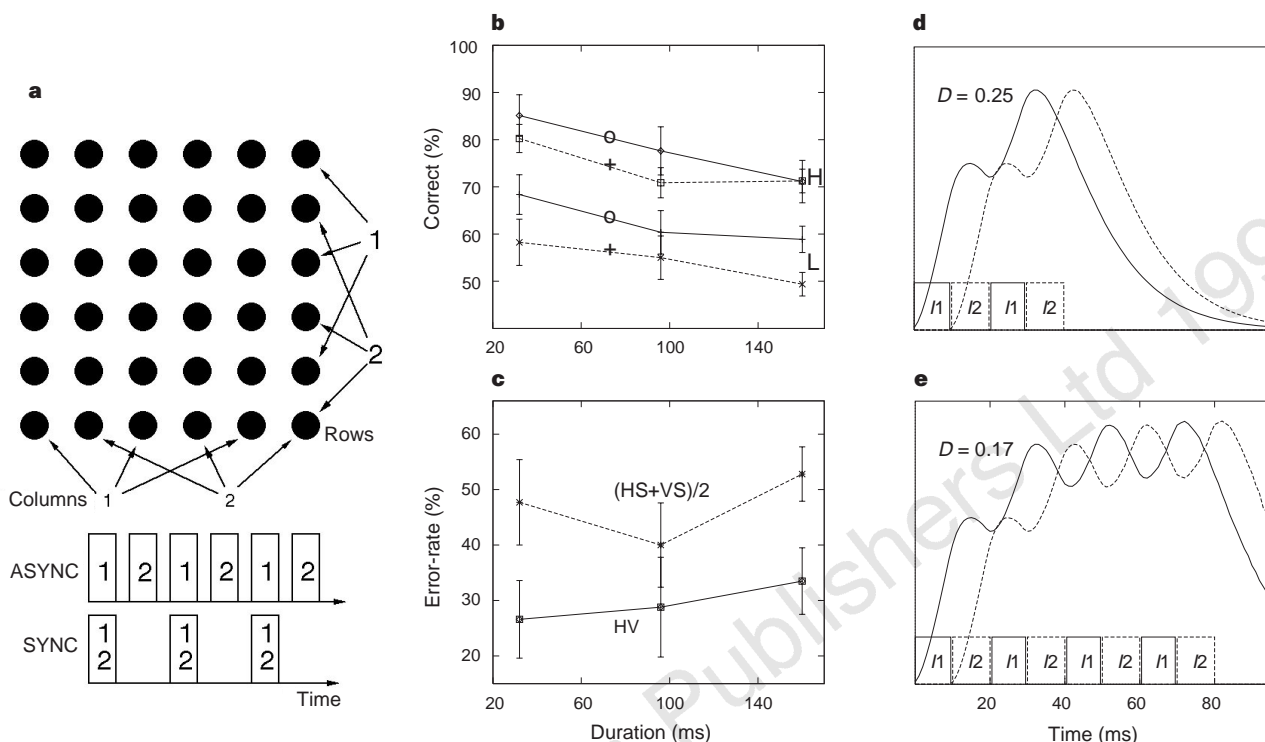 a
1
2
Rows
Columns 1 2
ASYNC 1 2 1 2 1 2
SYNC 1 2 1 2 1 2
Time
b
Correct (%)
100
90
80
70
60
50
O
+
H
O
+
L
20 60 100 140
c
Error-rate (%)
60
50
40
30
20
(HS+VS)/2
HV
20 60 100 140
Duration (ms)
d
D = 0.25
I1 I2 I1 I2
e
D = 0.17
I1 I2 I1 I2 I1 I2 I1 I2
20 40 60 80
Time (ms)
Publishers Ltd 199